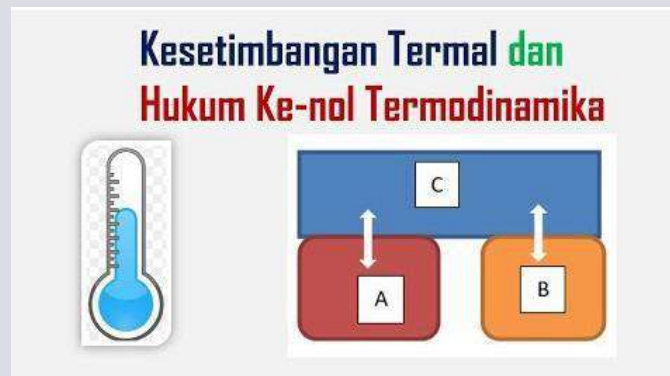 Kesetimbangan Termal dan
Hukum Ke-nol Termodinamika
C
A
B